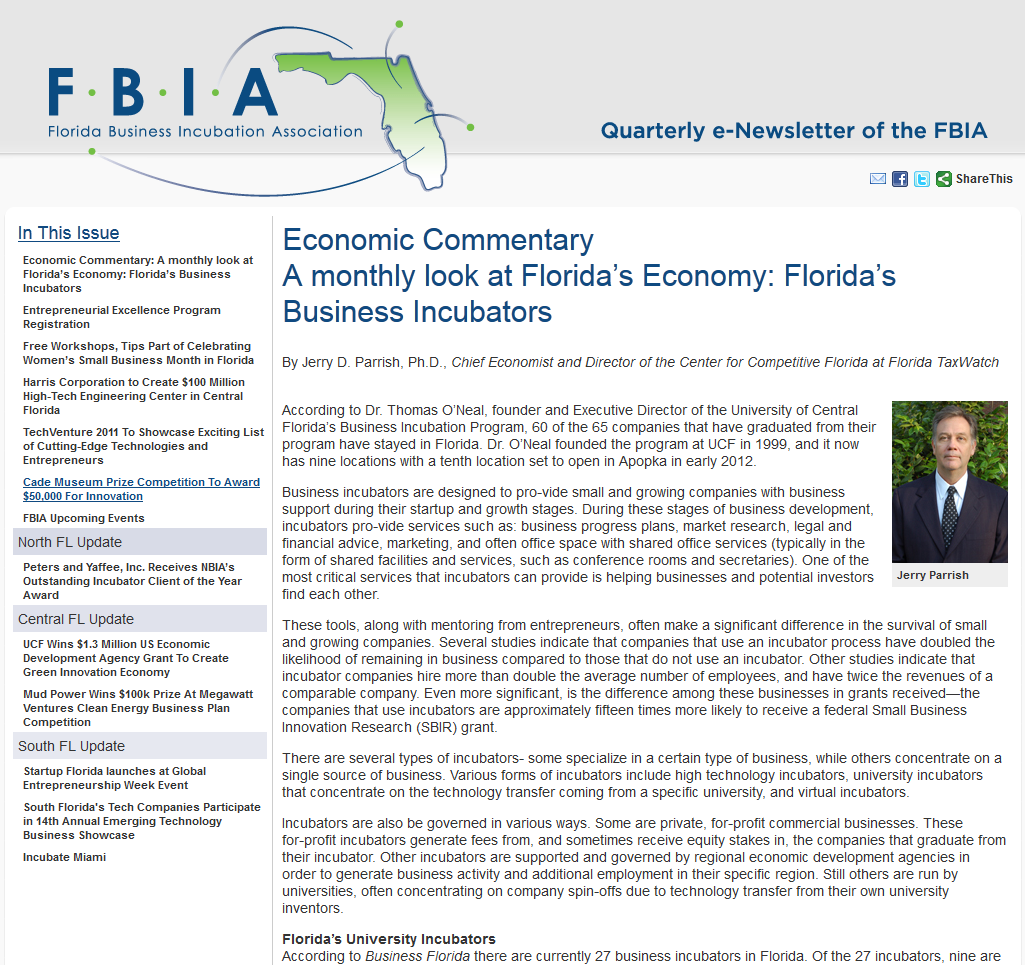 F·B·I·A
Florida Business Incubation Association
Quarterly e-Newsletter of the FBIA
ShareThis
In This Issue
Economic Commentary: A monthly look at
Florida's Economy: Florida's Business
Incubators
Entrepreneurial Excellence Program
Registration
Free Workshops, Tips Part of Celebrating
Women's Small Business Month in Florida
Harris Corporation to Create $100 Million
High-Tech Engineering Center in Central
Florida
TechVenture 2011 To Showcase Exciting List
of Cutting-Edge Technologies and
Entrepreneurs
Cade Museum Prize Competition To Award
$50,000 For Innovation
FBIA Upcoming Events
North FL Update
Peters and Yaffee, Inc. Receives NBIA's
Outstanding Incubator Client of the Year
Award
Central FL Update
UCF Wins $1.3 Million US Economic
Development Agency Grant To Create
Green Innovation Economy
Mud Power Wins $100k Prize At Megawatt
Ventures Clean Energy Business Plan
Competition
South FL Update
Startup Florida launches at Global
Entrepreneurship Week Event
South Florida's Tech Companies Participate
in 14th Annual Emerging Technology
Business Showcase
Incubate Miami
Economic Commentary
A monthly look at Florida's Economy: Florida's
Business Incubators
By Jerry D. Parrish, Ph.D., Chief Economist and Director of the Center for Competitive Florida at Florida TaxWatch
According to Dr. Thomas O'Neal, founder and Executive Director of the University of Central
Florida's Business Incubation Program, 60 of the 65 companies that have graduated from their
program have stayed in Florida. Dr. O'Neal founded the program at UCF in 1999, and it now
has nine locations with a tenth location set to open in Apopka in early 2012.
Business incubators are designed to pro-vide small and growing companies with business
support during their startup and growth stages. During these stages of business development,
incubators pro-vide services such as: business progress plans, market research, legal and
financial advice, marketing, and often office space with shared office services (typically in the
form of shared facilities and services, such as conference rooms and secretaries). One of the
most critical services that incubators can provide is helping businesses and potential investors
find each other.
Jerry Parrish
These tools, along with mentoring from entrepreneurs, often make a significant difference in the survival of small
and growing companies. Several studies indicate that companies that use an incubator process have doubled the
likelihood of remaining in business compared to those that do not use an incubator. Other studies indicate that
incubator companies hire more than double the average number of employees, and have twice the revenues of a
comparable company. Even more significant, is the difference among these businesses in grants received—the
companies that use incubators are approximately fifteen times more likely to receive a federal Small Business
Innovation Research (SBIR) grant.
There are several types of incubators- some specialize in a certain type of business, while others concentrate on a
single source of business. Various forms of incubators include high technology incubators, university incubators
that concentrate on the technology transfer coming from a specific university, and virtual incubators.
Incubators are also be governed in various ways. Some are private, for-profit commercial businesses. These
for-profit incubators generate fees from, and sometimes receive equity stakes in, the companies that graduate from
their incubator. Other incubators are supported and governed by regional economic development agencies in
order to generate business activity and additional employment in their specific region. Still others are run by
universities, often concentrating on company spin-offs due to technology transfer from their own university
inventors.
Florida's University Incubators
According to Business Florida there are currently 27 business incubators in Florida. Of the 27 incubators, nine are